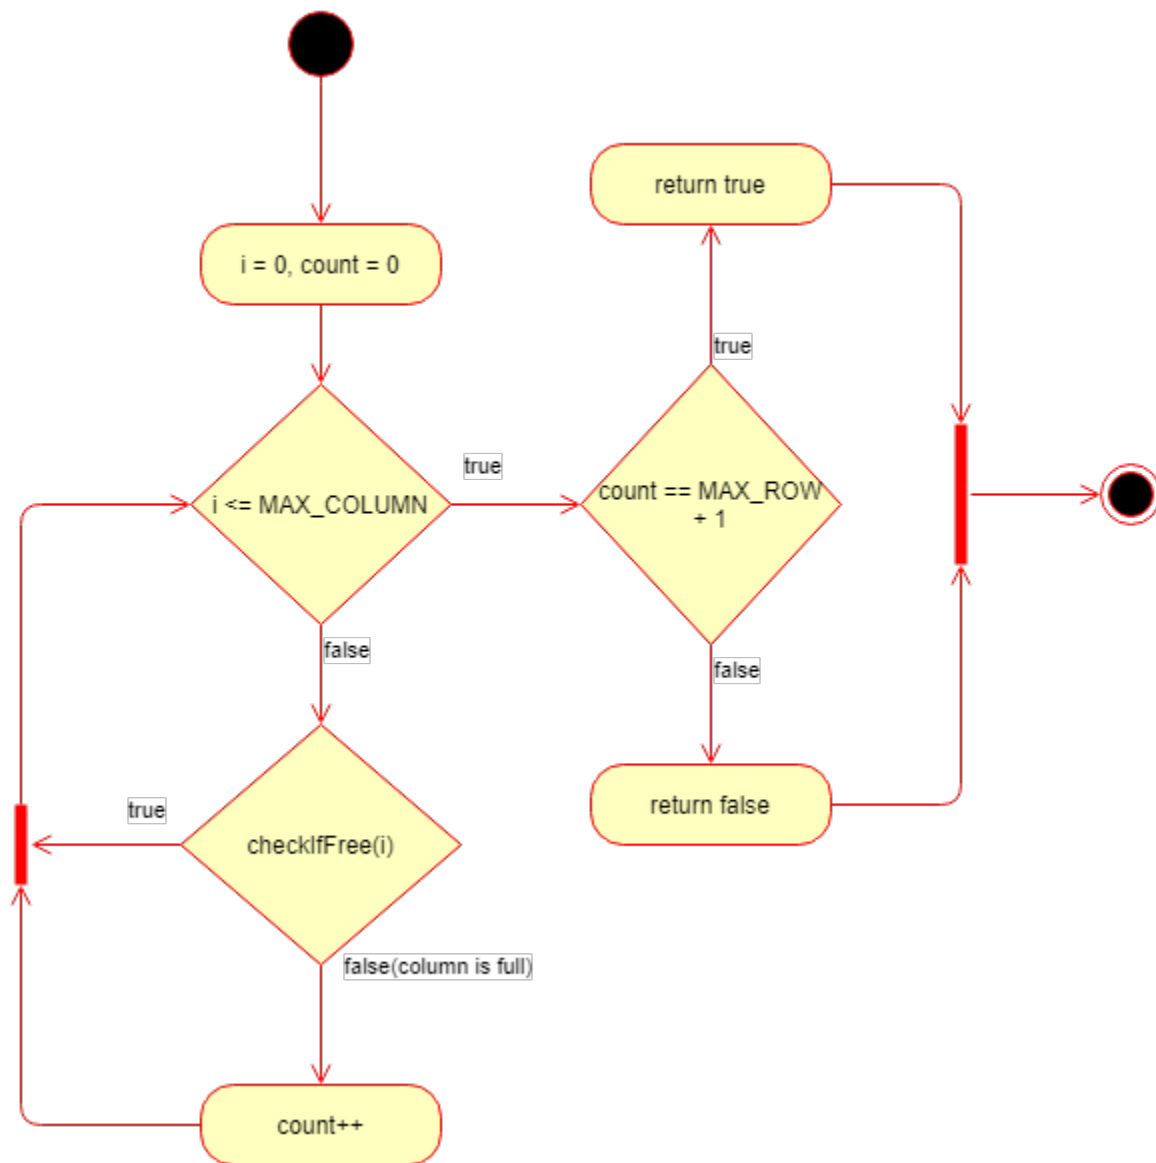 i = 0, count = 0
i <= MAX_COLUMN
true
false
checkIfFree(i)
true
false(column is full)
count++
count == MAX_ROW
+ 1
true
return true
false
return false